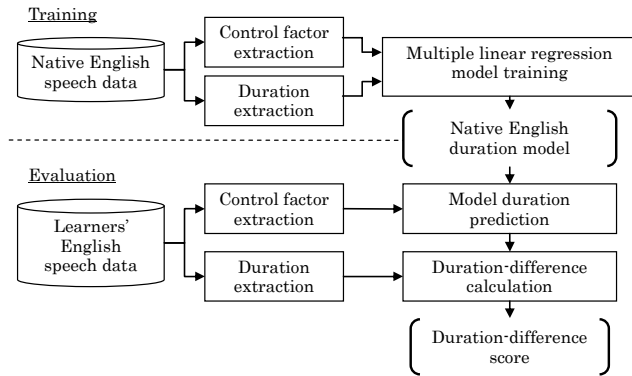 Training
Native English
speech data
Control factor
extraction
Duration
extraction
Multiple linear regression
model training
Native English
duration model
Evaluation
Learners'
English
speech data
Control factor
extraction
Duration
extraction
Model duration
prediction
Duration-difference
calculation
Duration-difference
score